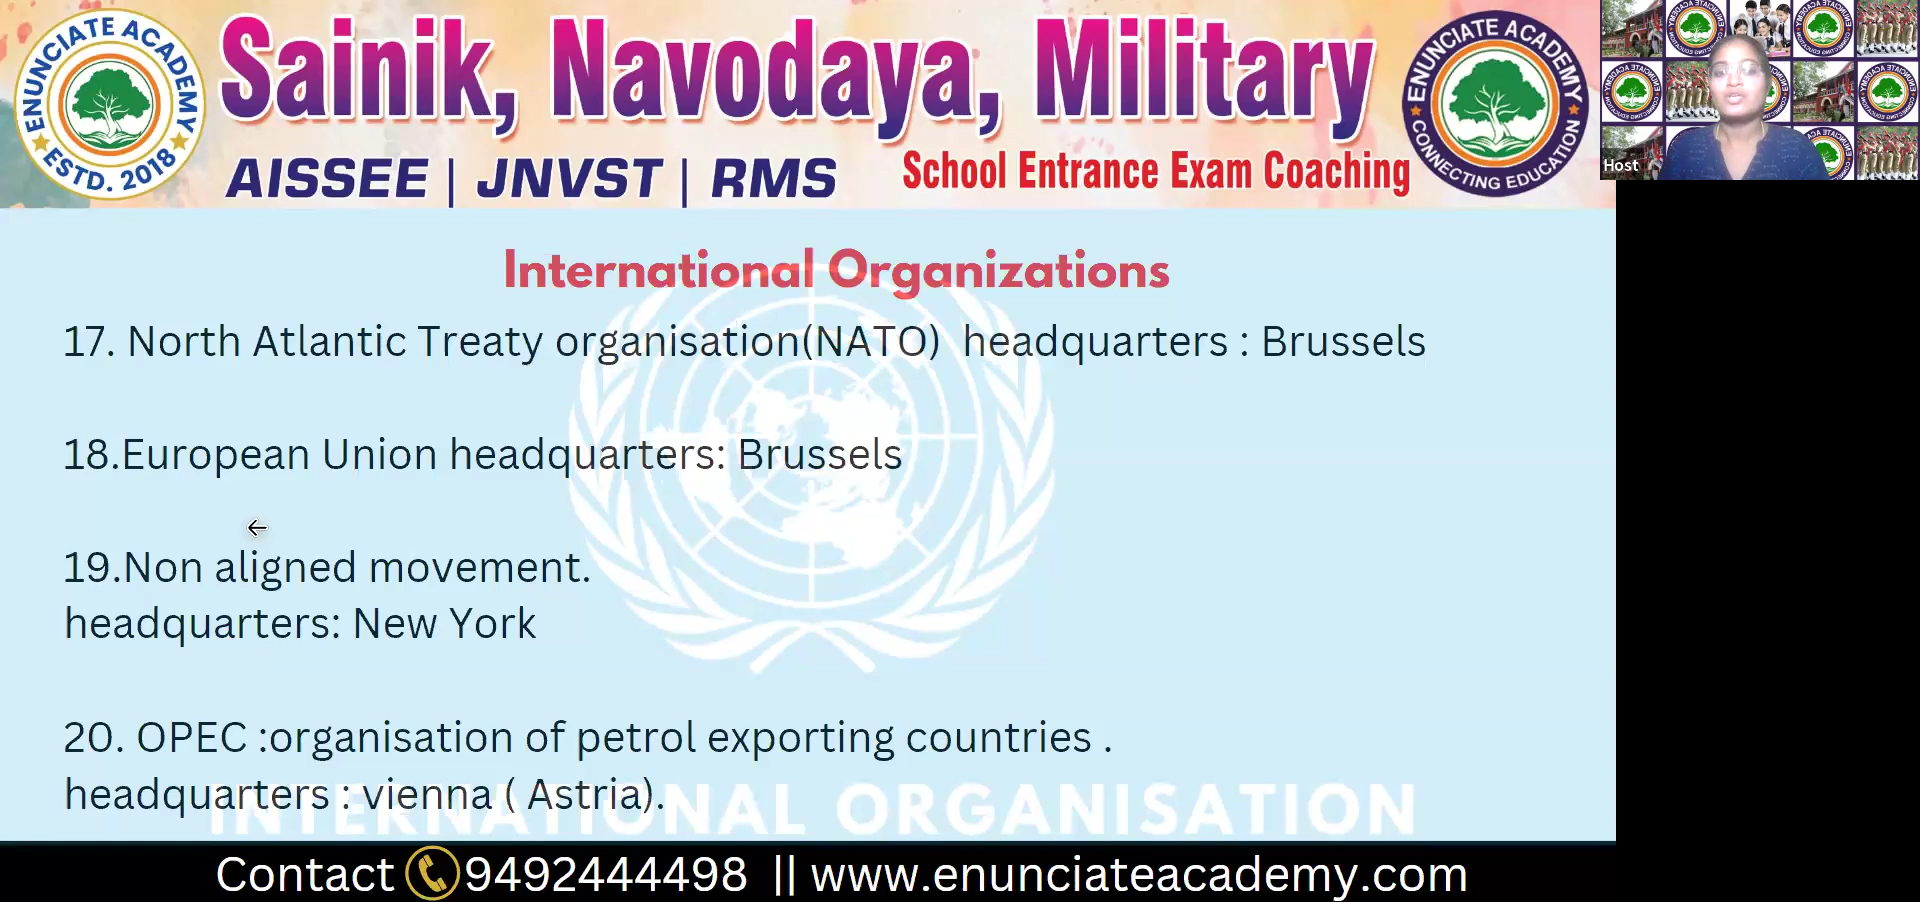 ENUNCIATE ACADEMY
ESTD. 2018
Sainik, Navodaya, Military
AISSEE | JNVST | RMS
School Entrance Exam Coaching
ENUNCIATE ACADEMY
CONNECTING EDUCATION
Host
International Organizations
17. North Atlantic Treaty organisation(NATO) headquarters : Brussels
18.European Union headquarters: Brussels
19.Non aligned movement.
headquarters: New York
20. OPEC :organisation of petrol exporting countries .
headquarters : vienna ( Astria).
INTERNATIONAL ORGANISATION
Contact 9492444498 || www.enunciateacademy.com